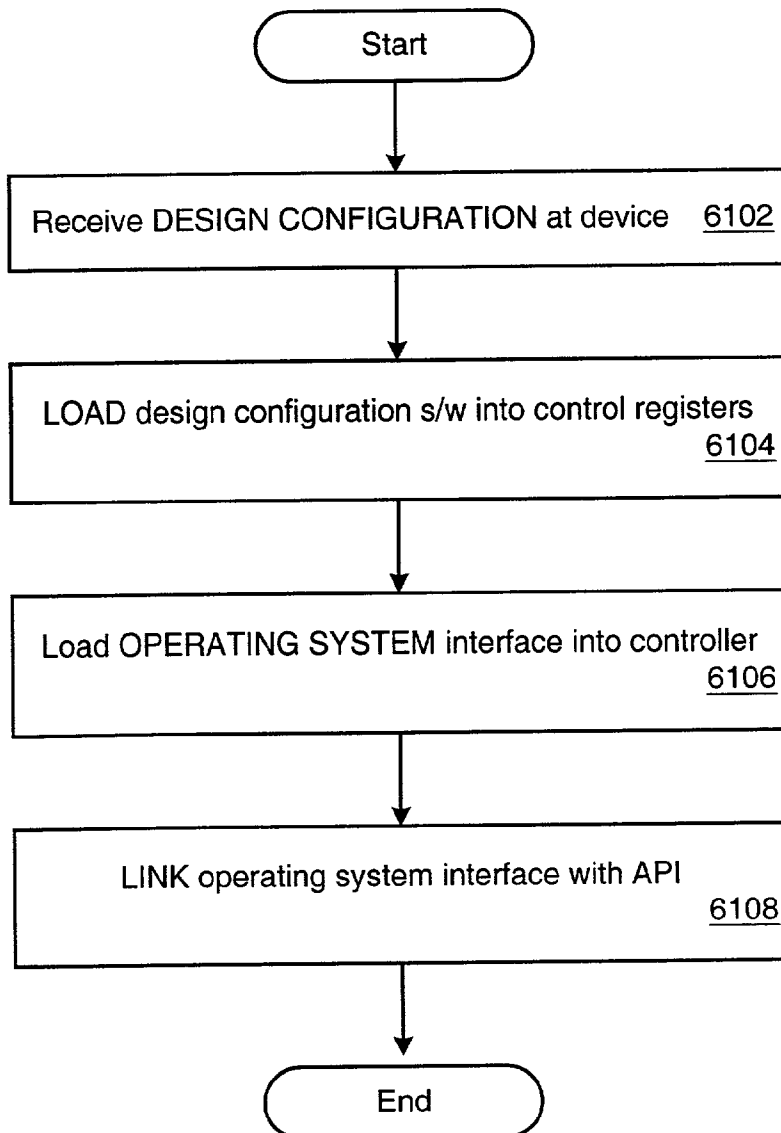 Start
Receive DESIGN CONFIGURATION at device 6102
LOAD design configuration s/w into control registers
6104
Load OPERATING SYSTEM interface into controller
6106
LINK operating system interface with API
6108
End